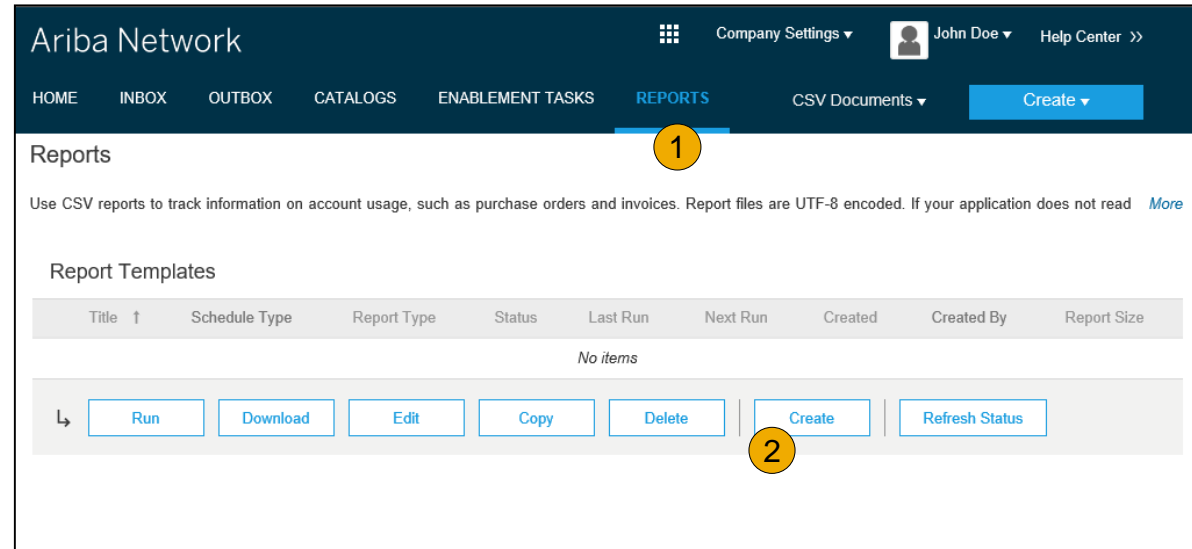 Ariba Network
Company Settings ▾ John Doe ▾ Help Center »
HOME INBOX OUTBOX CATALOGS ENABLEMENT TASKS REPORTS CSV Documents ▾ Create ▾
1
Reports
Use CSV reports to track information on account usage, such as purchase orders and invoices. Report files are UTF-8 encoded. If your application does not read More
Report Templates
Title ↑ Schedule Type Report Type Status Last Run Next Run Created Created By Report Size
No items
↳ Run Download Edit Copy Delete Create Refresh Status
2